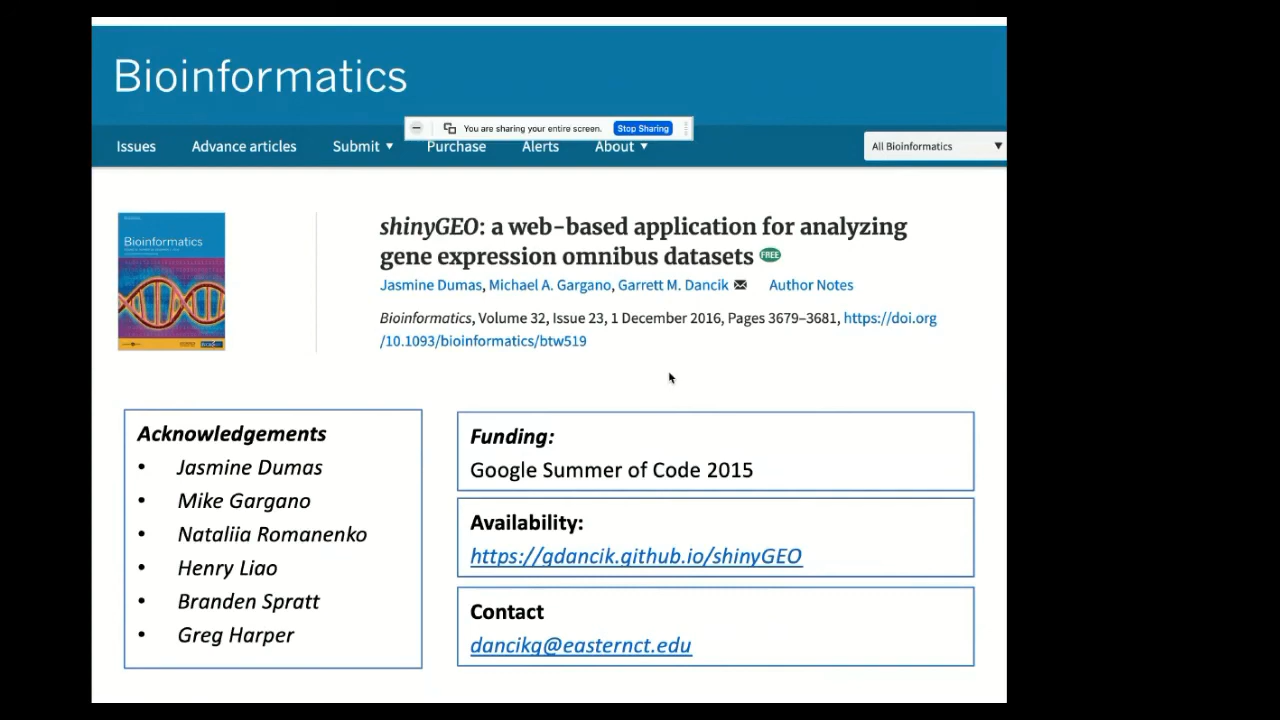 Bioinformatics
You are sharing your entire screen. Stop Sharing
Issues Advance articles Submit ▼ Purchase Alerts About ▼ All Bioinformatics ▼
Bioinformatics
shinyGEO: a web-based application for analyzing
gene expression omnibus datasets FREE
Jasmine Dumas, Michael A. Gargano, Garrett M. Dancik Author Notes
Bioinformatics, Volume 32, Issue 23, 1 December 2016, Pages 3679–3681, https://doi.org
/10.1093/bioinformatics/btw519
Acknowledgements
• Jasmine Dumas
• Mike Gargano
• Nataliia Romanenko
• Henry Liao
• Branden Spratt
• Greg Harper
Funding:
Google Summer of Code 2015
Availability:
https://gdancik.github.io/shinyGEO
Contact
dancikg@easternct.edu